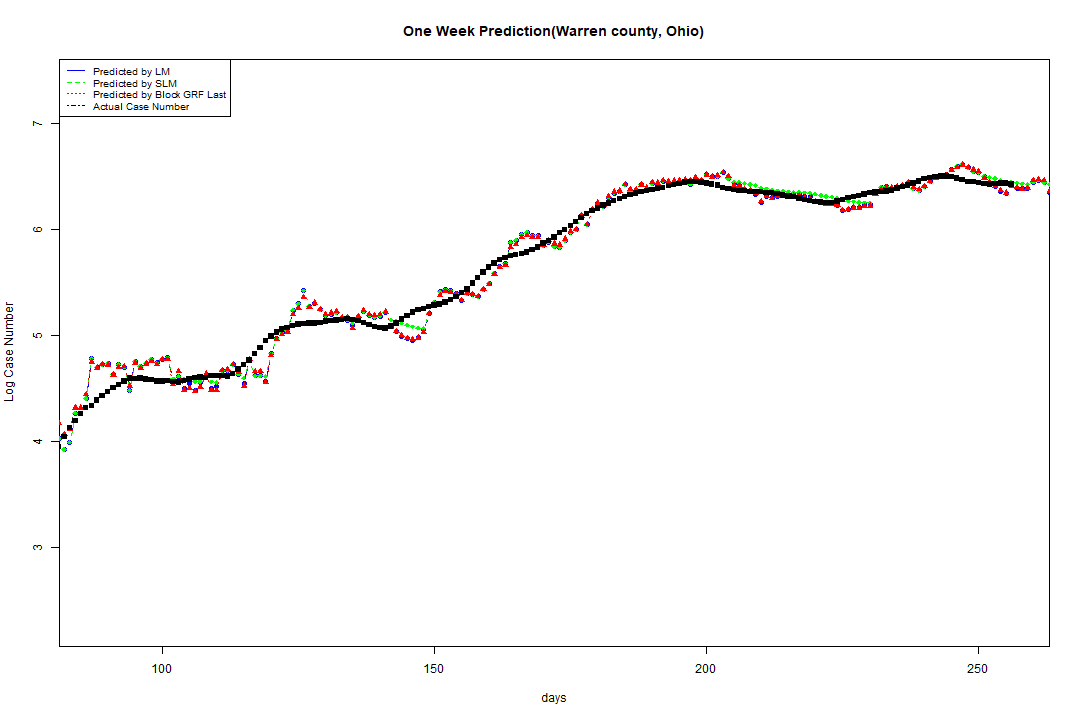 One Week Prediction(Warren county, Ohio)
Predicted by LM
Predicted by SLM
Predicted by Block GRF Last
Actual Case Number
7
6
5
4
3
Log Case Number
100 150 200 250
days